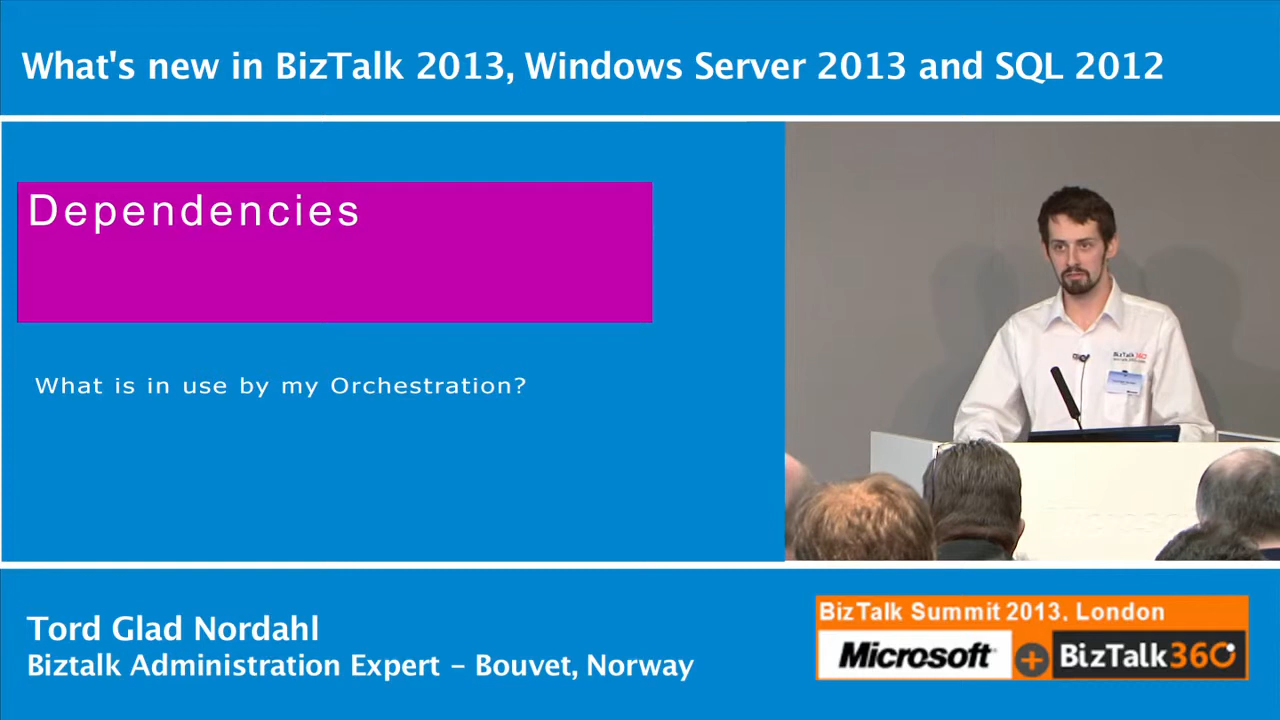 What's new in BizTalk 2013, Windows Server 2013 and SQL 2012
Dependencies
What is in use by my Orchestration?
BizTalk360
Tord Glad Nordahl
Biztalk Administration Expert – Bouvet, Norway
BizTalk Summit 2013, London
Microsoft + BizTalk360